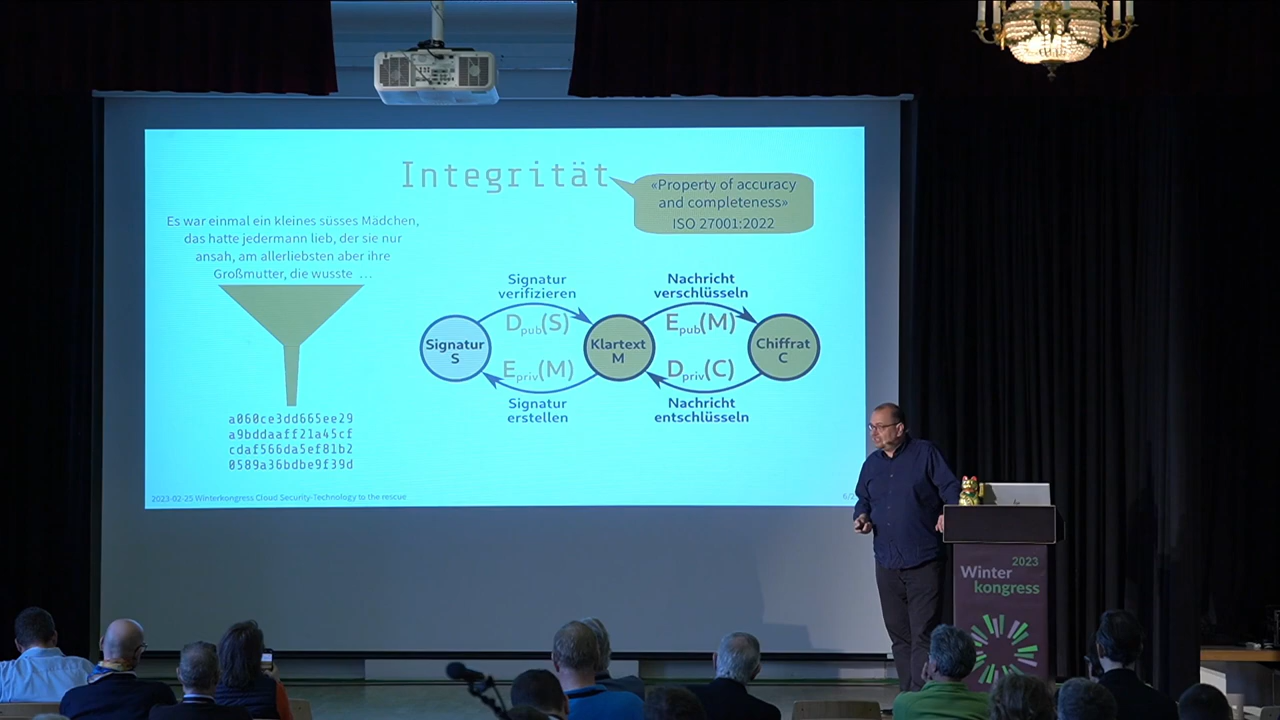 Integrität
«Property of accuracy
and completeness»
ISO 27001:2022
Es war einmal ein kleines süsses Mädchen,
das hatte jedermann lieb, der sie nur
ansah, am allerliebsten aber ihre
Großmutter, die wusste …
a060ce3dd665ee29
a9bddaaff21a45cf
cdaf566da5ef81b2
0589a36bdbe9f39d
Signatur
verifizieren
Dpub(S)
Signatur
S
Epriv(M)
Signatur
erstellen
Klartext
M
Nachricht
verschlüsseln
Epub(M)
Dpriv(C)
Nachricht
entschlüsseln
Chiffrat
C
2023-02-25 Winterkongress Cloud Security-Technology to the rescue
2023
Winter
kongress